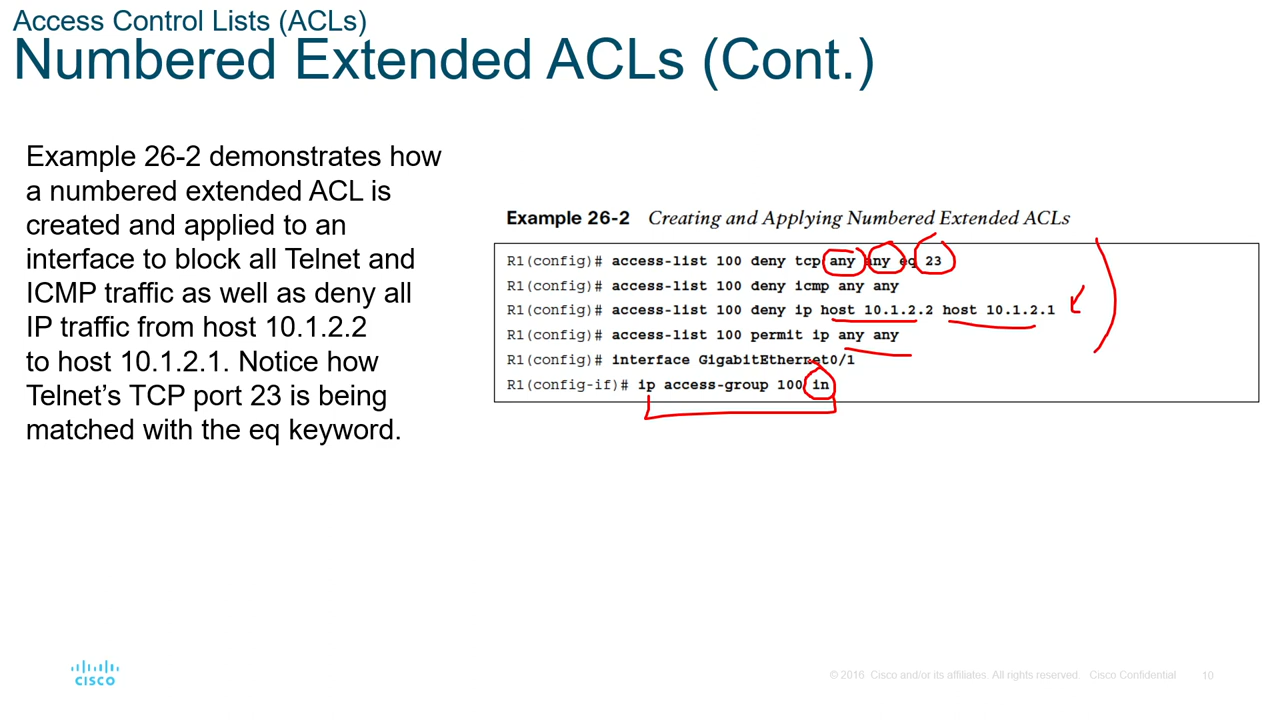 Access Control Lists (ACLs)
Numbered Extended ACLs (Cont.)
Example 26-2 demonstrates how
a numbered extended ACL is
created and applied to an
interface to block all Telnet and
ICMP traffic as well as deny all
IP traffic from host 10.1.2.2
to host 10.1.2.1. Notice how
Telnet's TCP port 23 is being
matched with the eq keyword.
Example 26-2 Creating and Applying Numbered Extended ACLs
R1(config)# access-list 100 deny tcp any any eq 23
R1(config)# access-list 100 deny icmp any any
R1(config)# access-list 100 deny ip host 10.1.2.2 host 10.1.2.1
R1(config)# access-list 100 permit ip any any
R1(config)# interface GigabitEthernet0/1
R1(config-if)# ip access-group 100 in
CISCO
© 2016 Cisco and/or its affiliates. All rights reserved. Cisco Confidential 10